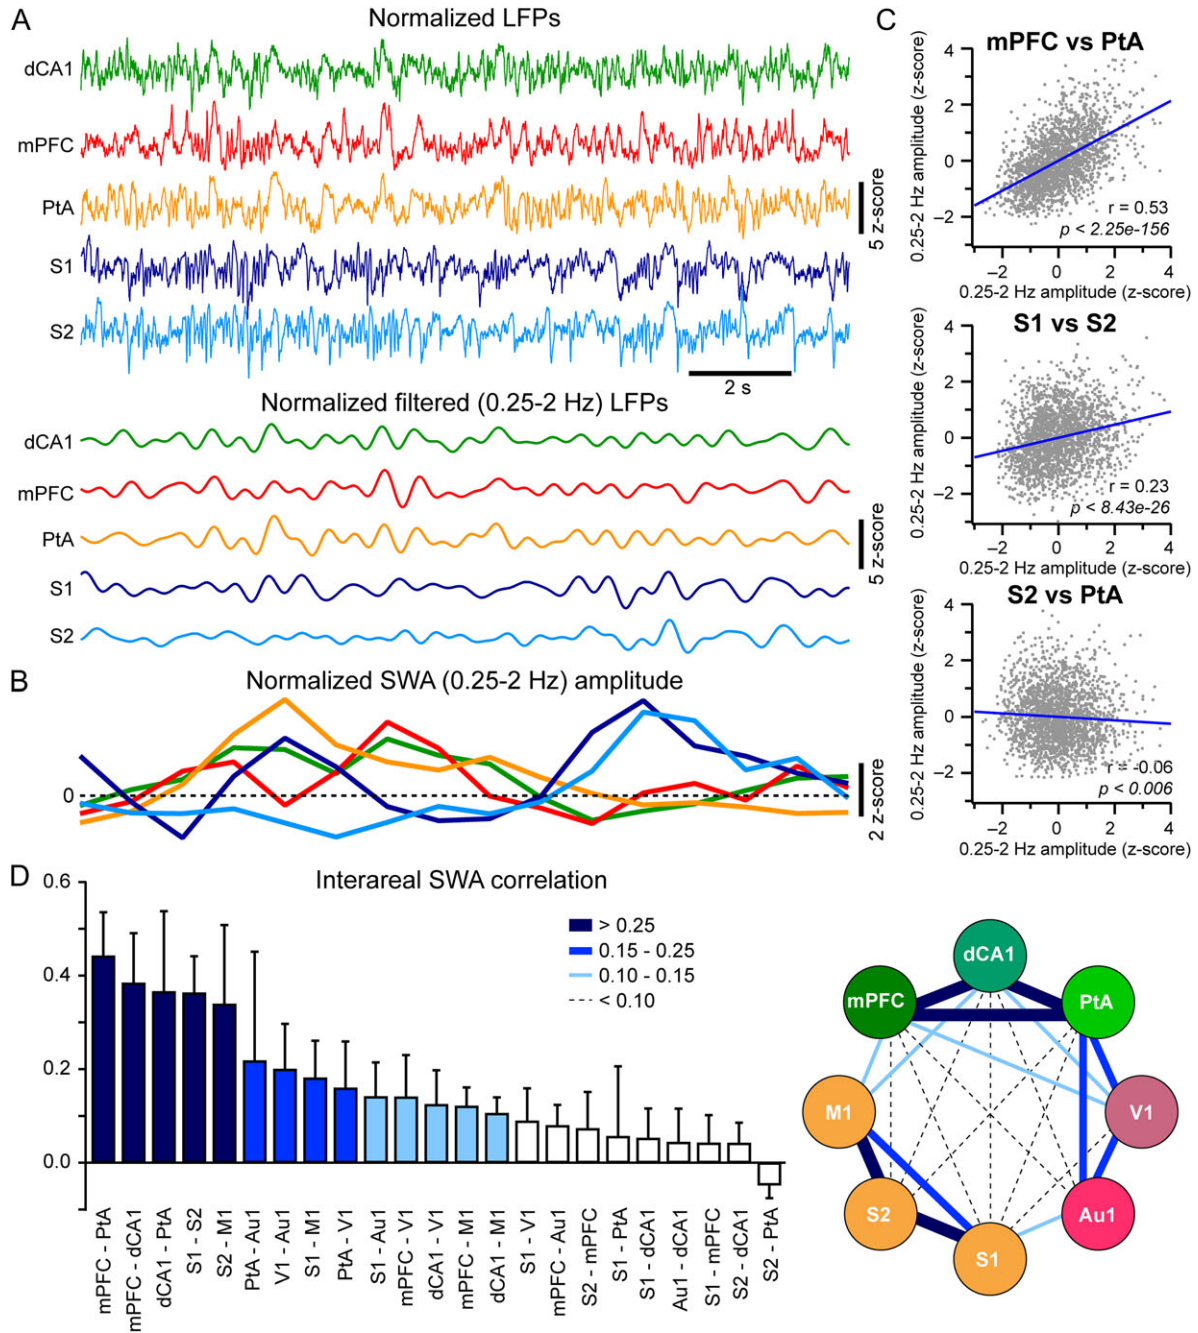 A
Normalized LFPs
dCA1
mPFC
PtA
S1
S2
5 z-score
2 s
Normalized filtered (0.25-2 Hz) LFPs
dCA1
mPFC
PtA
S1
S2
5 z-score
B
Normalized SWA (0.25-2 Hz) amplitude
0
2 z-score
C
mPFC vs PtA
0.25-2 Hz amplitude (z-score)
4
2
0
−2
r = 0.53
p < 2.25e-156
−2 0 2 4
0.25-2 Hz amplitude (z-score)
S1 vs S2
0.25-2 Hz amplitude (z-score)
4
2
0
−2
r = 0.23
p < 8.43e-26
−2 0 2 4
0.25-2 Hz amplitude (z-score)
S2 vs PtA
0.25-2 Hz amplitude (z-score)
4
2
0
−2
r = -0.06
p < 0.006
−2 0 2 4
0.25-2 Hz amplitude (z-score)
D
Interareal SWA correlation
0.6
0.4
0.2
0.0
> 0.25
0.15 - 0.25
0.10 - 0.15
< 0.10
mPFC - PtA
mPFC - dCA1
dCA1 - PtA
S1 - S2
S2 - M1
PtA - Au1
V1 - Au1
S1 - M1
PtA - V1
S1 - Au1
mPFC - V1
dCA1 - V1
mPFC - M1
dCA1 - M1
S1 - V1
mPFC - Au1
S2 - mPFC
S1 - PtA
S1 - dCA1
Au1 - dCA1
S1 - mPFC
S2 - dCA1
S2 - PtA
dCA1
mPFC
PtA
M1
V1
S2
Au1
S1